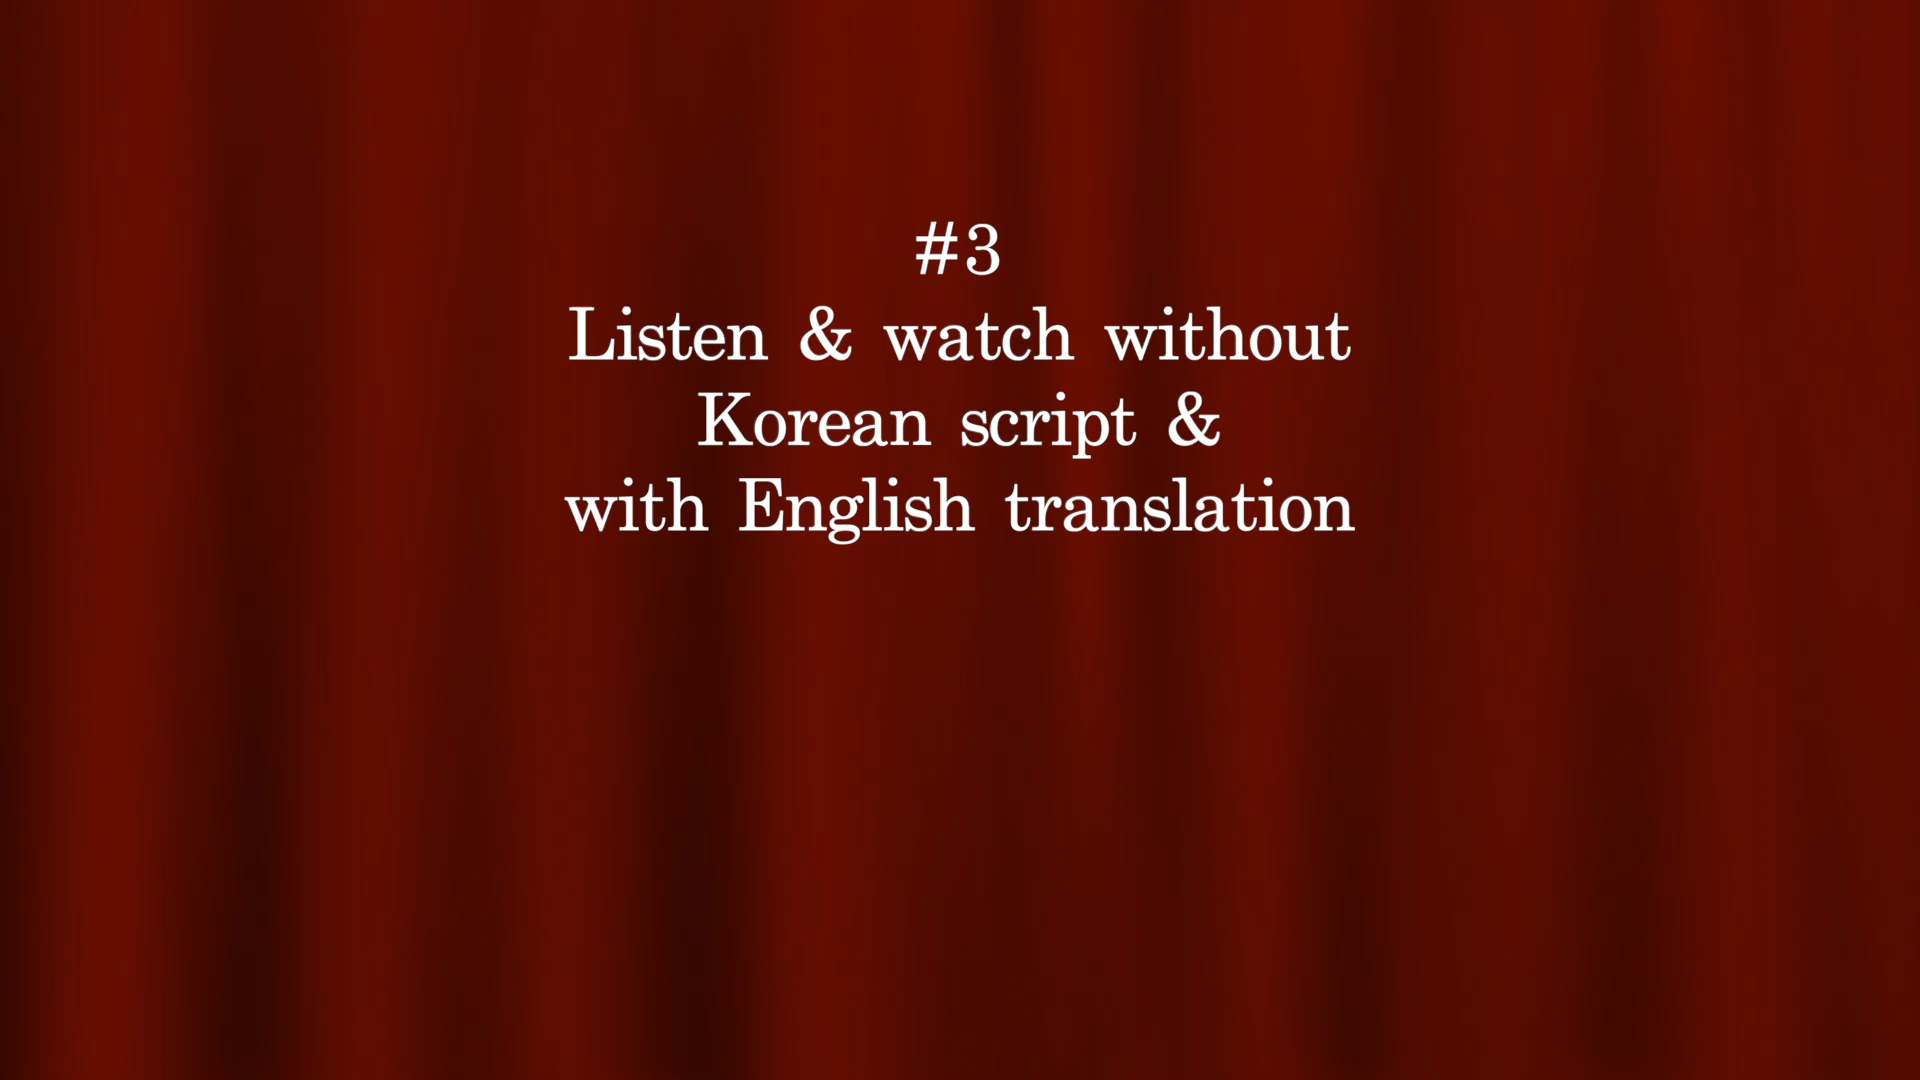 #3
Listen & watch without
Korean script &
with English translation